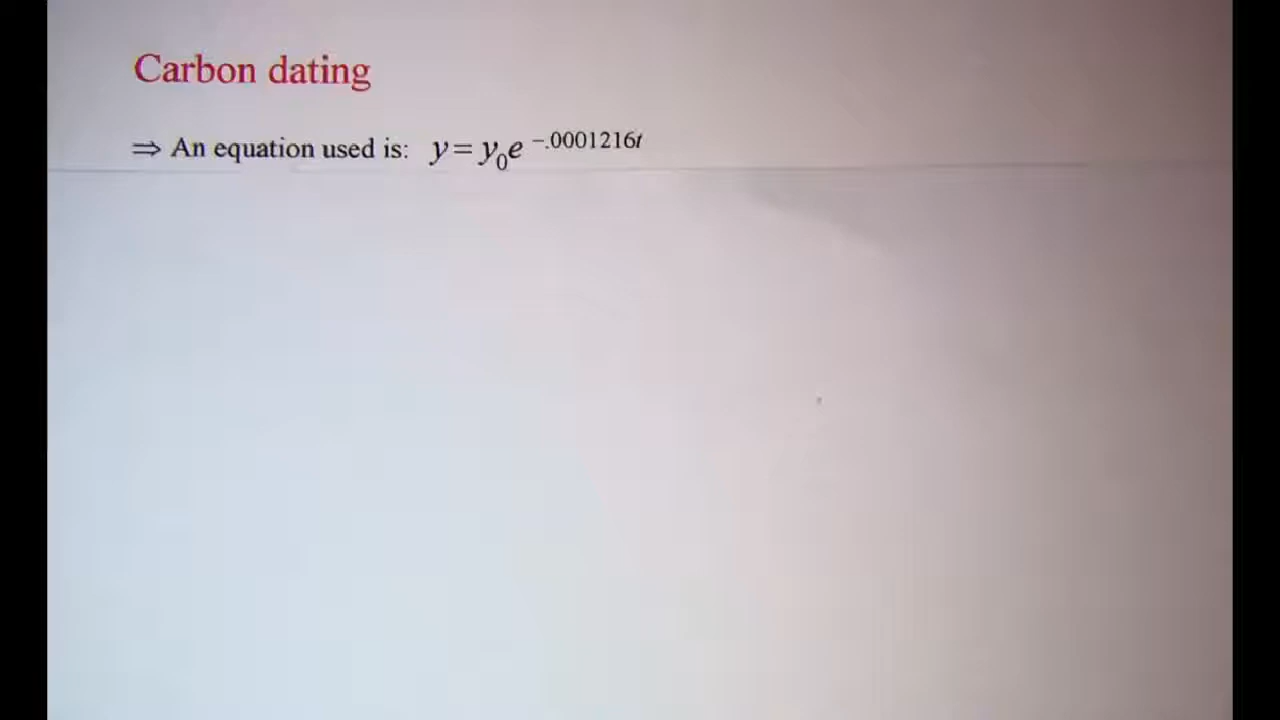 Carbon dating
⇒ An equation used is: y = y₀e^−.0001216t